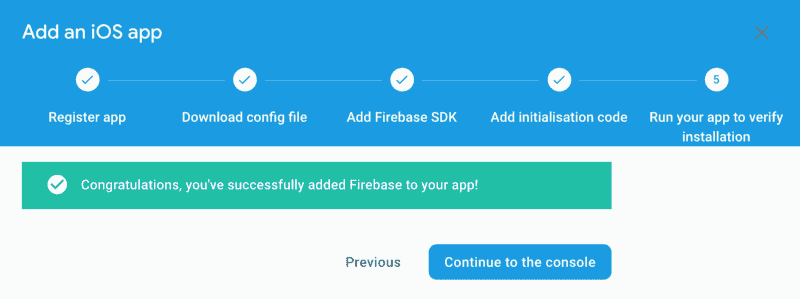 Add an iOS app
5
Register app
Download config file
Add Firebase SDK
Add initialisation code
Run your app to verify
installation
Congratulations, you've successfully added Firebase to your app!
Previous
Continue to the console